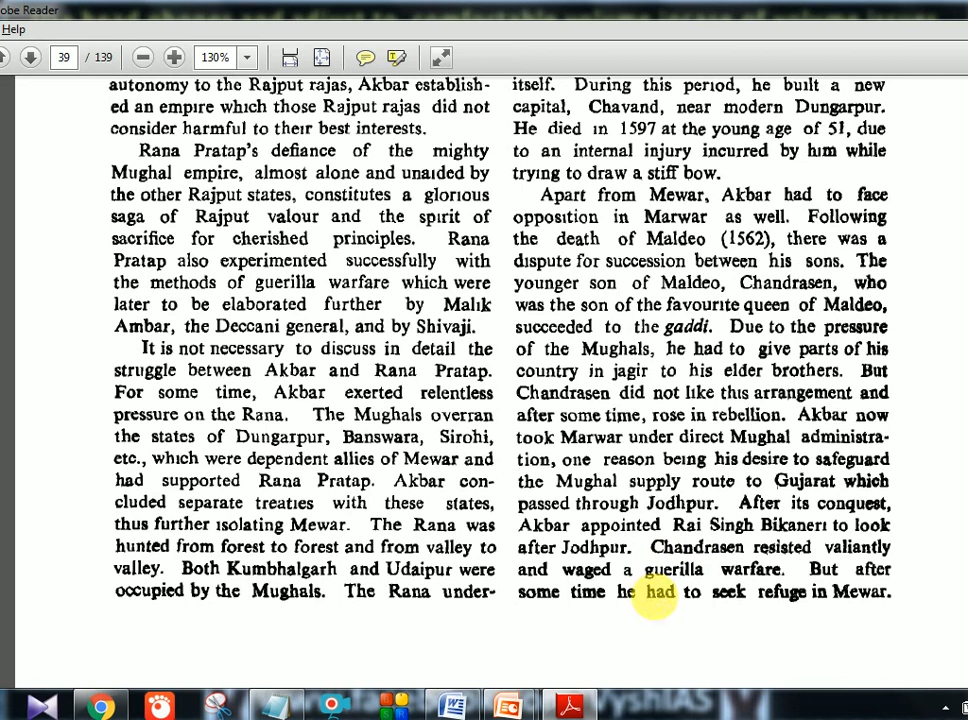 obe Reader
Help
39 / 139
130%
autonomy to the Rajput rajas, Akbar establish-
ed an empire which those Rajput rajas did not
consider harmful to their best interests.
Rana Pratap's defiance of the mighty
Mughal empire, almost alone and unaided by
the other Rajput states, constitutes a glorious
saga of Rajput valour and the spirit of
sacrifice for cherished principles. Rana
Pratap also experimented successfully with
the methods of guerilla warfare which were
later to be elaborated further by Malik
Ambar, the Deccani general, and by Shivaji.
It is not necessary to discuss in detail the
struggle between Akbar and Rana Pratap.
For some time, Akbar exerted relentless
pressure on the Rana. The Mughals overran
the states of Dungarpur, Banswara, Sirohi,
etc., which were dependent allies of Mewar and
had supported Rana Pratap. Akbar con-
cluded separate treaties with these states,
thus further isolating Mewar. The Rana was
hunted from forest to forest and from valley to
valley. Both Kumbhalgarh and Udaipur were
occupied by the Mughals. The Rana under-
itself. During this period, he built a new
capital, Chavand, near modern Dungarpur.
He died in 1597 at the young age of 51, due
to an internal injury incurred by him while
trying to draw a stiff bow.
Apart from Mewar, Akbar had to face
opposition in Marwar as well. Following
the death of Maldeo (1562), there was a
dispute for succession between his sons. The
younger son of Maldeo, Chandrasen, who
was the son of the favourite queen of Maldeo,
succeeded to the gaddi. Due to the pressure
of the Mughals, he had to give parts of his
country in jagir to his elder brothers. But
Chandrasen did not like this arrangement and
after some time, rose in rebellion. Akbar now
took Marwar under direct Mughal administra-
tion, one reason being his desire to safeguard
the Mughal supply route to Gujarat which
passed through Jodhpur. After its conquest,
Akbar appointed Rai Singh Bikaneri to look
after Jodhpur. Chandrasen resisted valiantly
and waged a guerilla warfare. But after
some time he had to seek refuge in Mewar.
VyshIAS